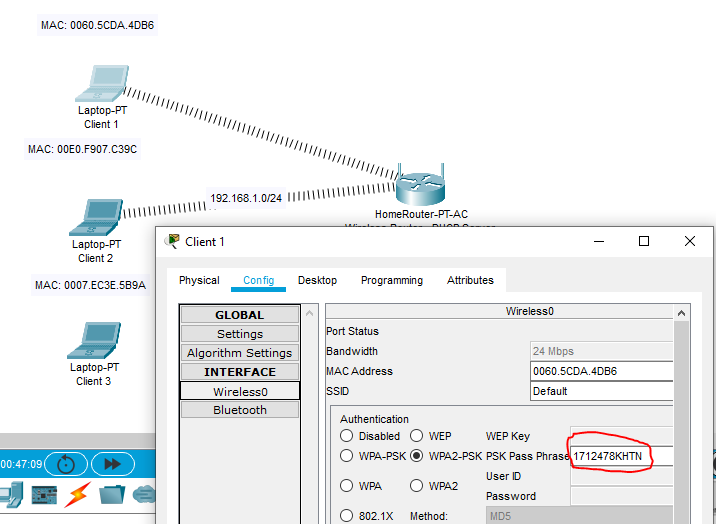 MAC: 0060.5CDA.4DB6
Laptop-PT
Client 1
MAC: 00E0.F907.C39C
192.168.1.0/24
HomeRouter-PT-AC
Laptop-PT
Client 2
MAC: 0007.EC3E.5B9A
Laptop-PT
Client 3
Client 1
Physical Config Desktop Programming Attributes
GLOBAL
Settings
Algorithm Settings
INTERFACE
Wireless0
Bluetooth
Wireless0
Port Status
Bandwidth 24 Mbps
MAC Address 0060.5CDA.4DB6
SSID Default
Authentication
Disabled WEP WEP Key
WPA-PSK WPA2-PSK PSK Pass Phrase 1712478KHTN
User ID
WPA WPA2
Password
802.1X Method: MD5
00:47:09